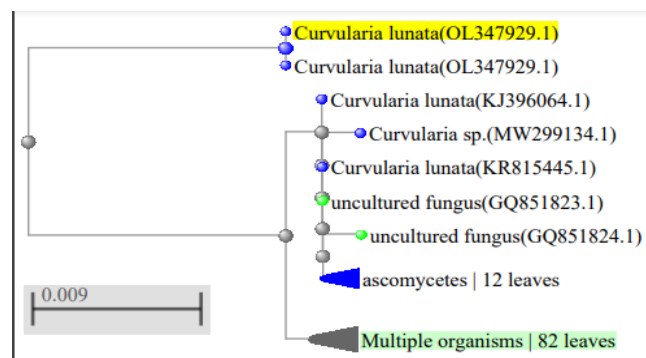 Curvularia lunata(OL347929.1)
Curvularia lunata(OL347929.1)
Curvularia lunata(KJ396064.1)
Curvularia sp.(MW299134.1)
Curvularia lunata(KR815445.1)
uncultured fungus(GQ851823.1)
uncultured fungus(GQ851824.1)
ascomycetes | 12 leaves
0.009
Multiple organisms | 82 leaves